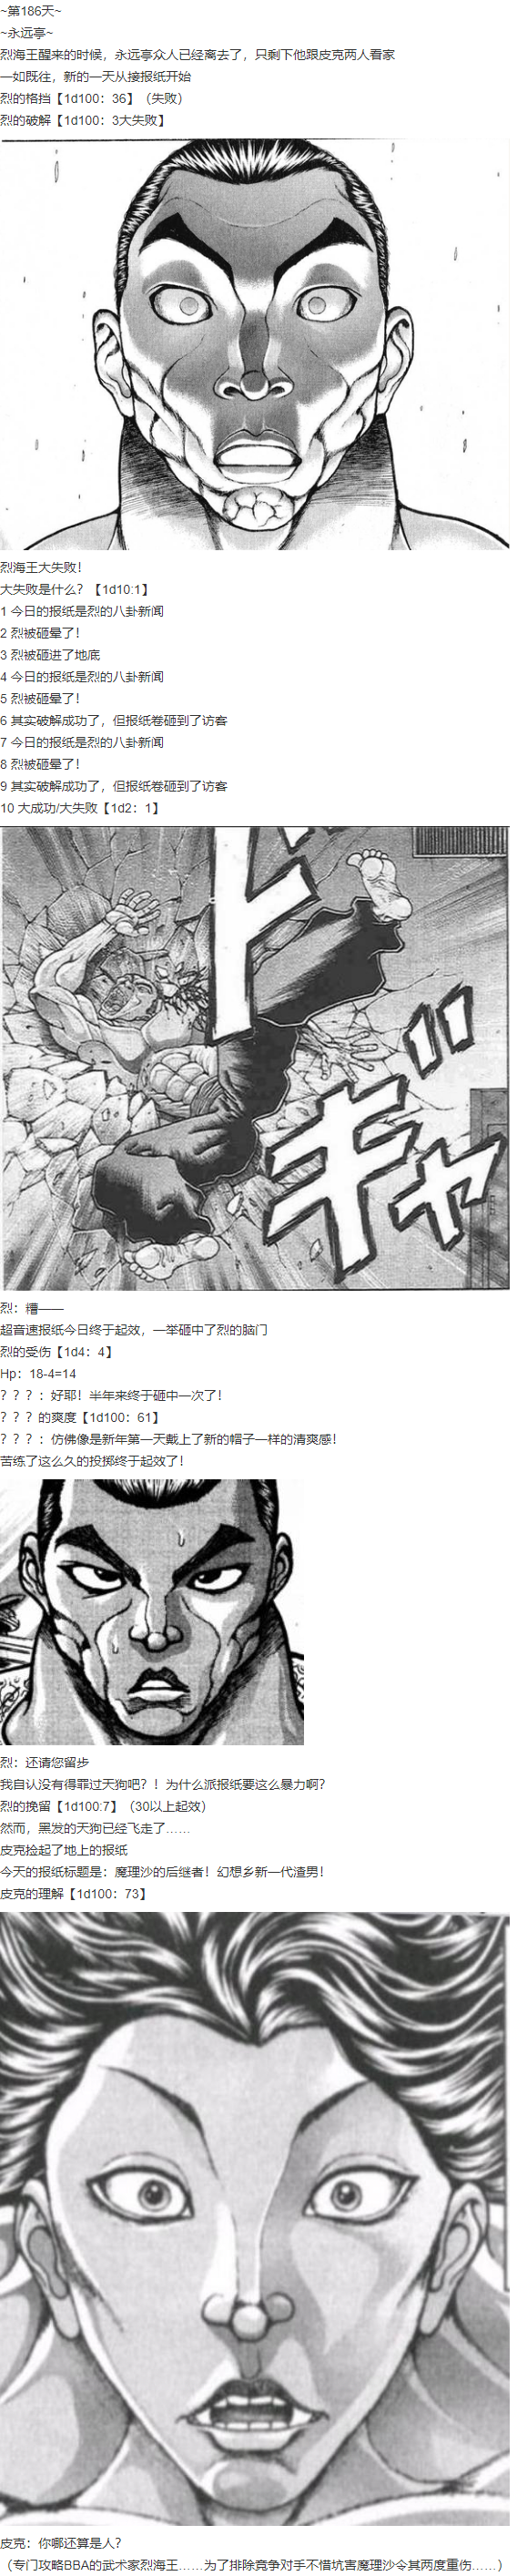 ~第186天~
~永远亭~
烈海王醒来的时候，永远亭众人已经离去了，只剩下他跟皮克两人看家
一如既往，新的一天从接报纸开始
烈的格挡【1d100：36】（失败）
烈的破解【1d100：3大失败】
烈海王大失败！
大失败是什么？【1d10:1】
1 今日的报纸是烈的八卦新闻
2 烈被砸晕了！
3 烈被砸进了地底
4 今日的报纸是烈的八卦新闻
5 烈被砸晕了！
6 其实破解成功了，但报纸卷砸到了访客
7 今日的报纸是烈的八卦新闻
8 烈被砸晕了！
9 其实破解成功了，但报纸卷砸到了访客
10 大成功/大失败【1d2：1】
ド
ギャ
烈：糟——
超音速报纸今日终于起效，一举砸中了烈的脑门
烈的受伤【1d4：4】
Hp：18-4=14
？？？：好耶！半年来终于砸中一次了！
？？？的爽度【1d100：61】
？？？：仿佛像是新年第一天戴上了新的帽子一样的清爽感！
苦练了这么久的投掷终于起效了！
烈：还请您留步
我自认没有得罪过天狗吧？！为什么派报纸要这么暴力啊？
烈的挽留【1d100:7】（30以上起效）
然而，黑发的天狗已经飞走了……
皮克捡起了地上的报纸
今天的报纸标题是：魔理沙的后继者！幻想乡新一代渣男！
皮克的理解【1d100：73】
皮克：你哪还算是人？
（专门攻略BBA的武术家烈海王……为了排除竞争对手不惜坑害魔理沙令其两度重伤……）